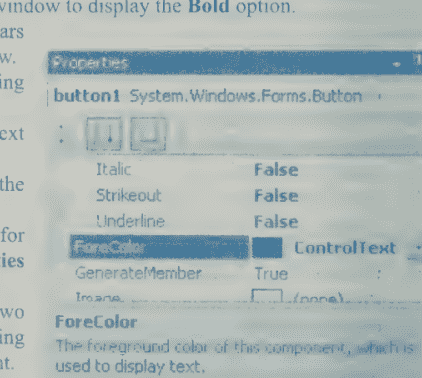 window to display the Bold option.
ars
w.
ing
ext
the
for
ies
wo
ing
nt.
Properties
button1 System.Windows.Forms.Button
Italic False
Strikeout False
Underline False
ForeColor ControlText
GenerateMember True
Image (none)
ForeColor
The foreground color of this component, which is
used to display text.